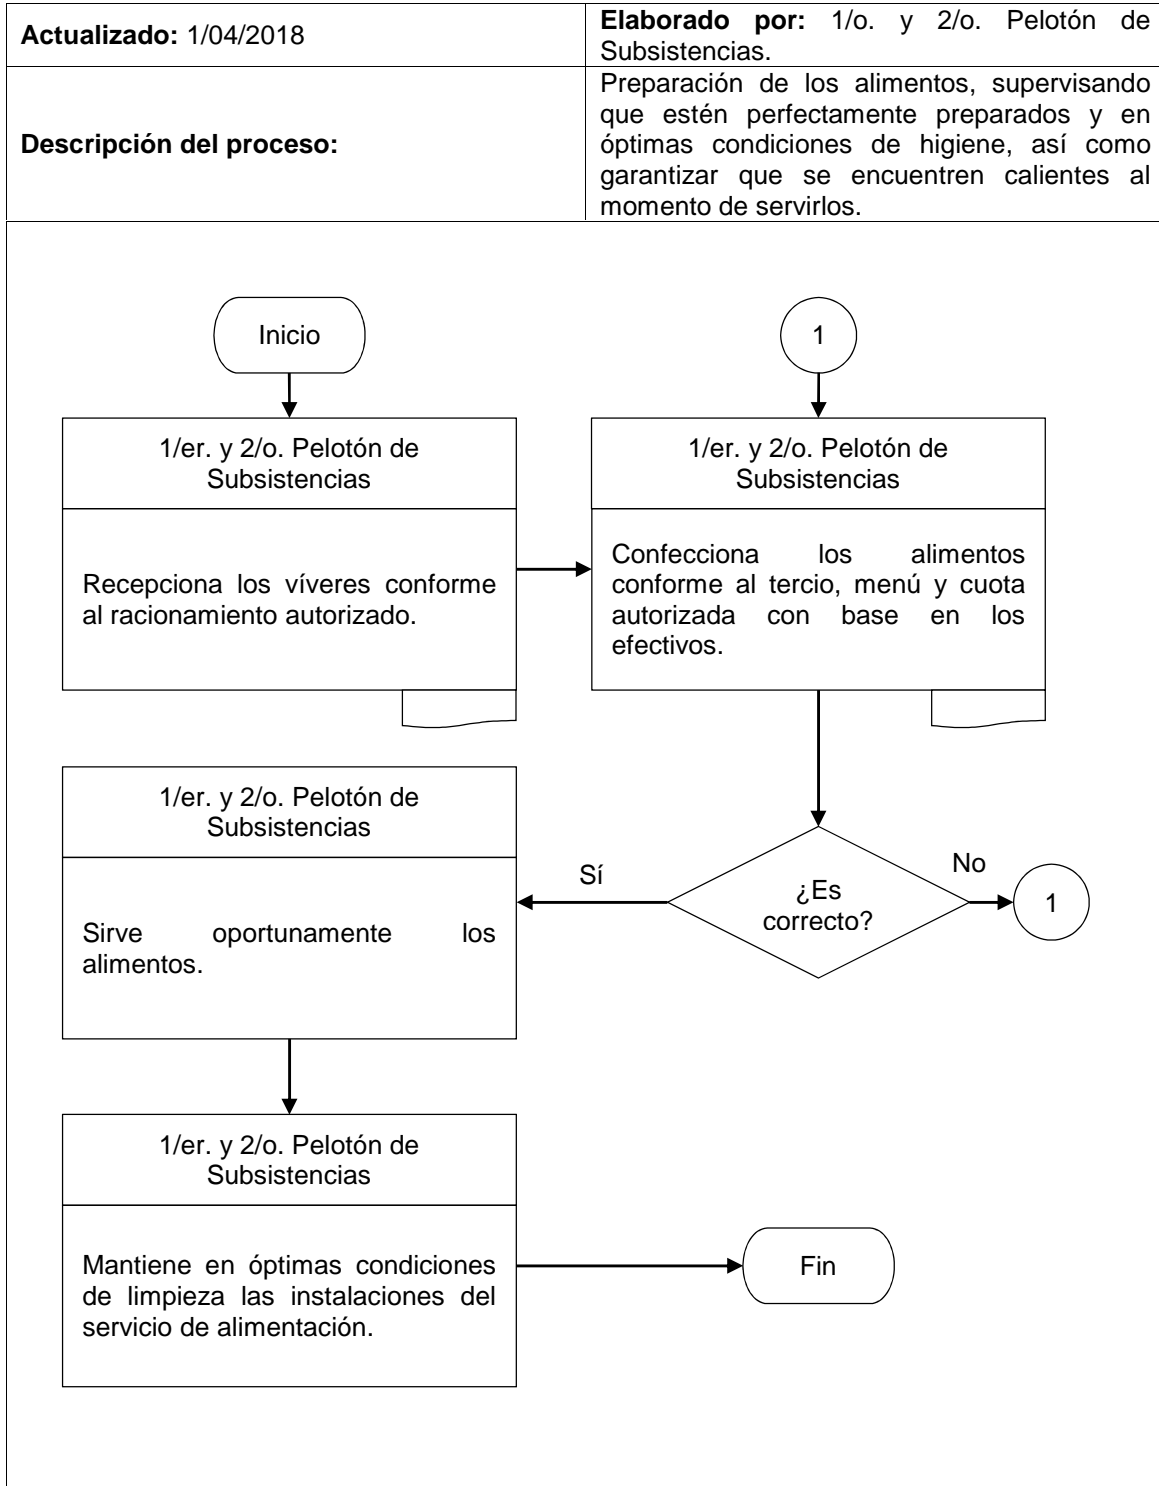 Actualizado: 1/04/2018
Elaborado por: 1/o. y 2/o. Pelotón de
Subsistencias.
Descripción del proceso:
Preparación de los alimentos, supervisando
que estén perfectamente preparados y en
óptimas condiciones de higiene, así como
garantizar que se encuentren calientes al
momento de servirlos.
Inicio
1/er. y 2/o. Pelotón de
Subsistencias
Recepciona los víveres conforme
al racionamiento autorizado.
1
1/er. y 2/o. Pelotón de
Subsistencias
Confecciona los alimentos
conforme al tercio, menú y cuota
autorizada con base en los
efectivos.
¿Es
correcto?
No
1
Sí
1/er. y 2/o. Pelotón de
Subsistencias
Sirve oportunamente los
alimentos.
1/er. y 2/o. Pelotón de
Subsistencias
Mantiene en óptimas condiciones
de limpieza las instalaciones del
servicio de alimentación.
Fin